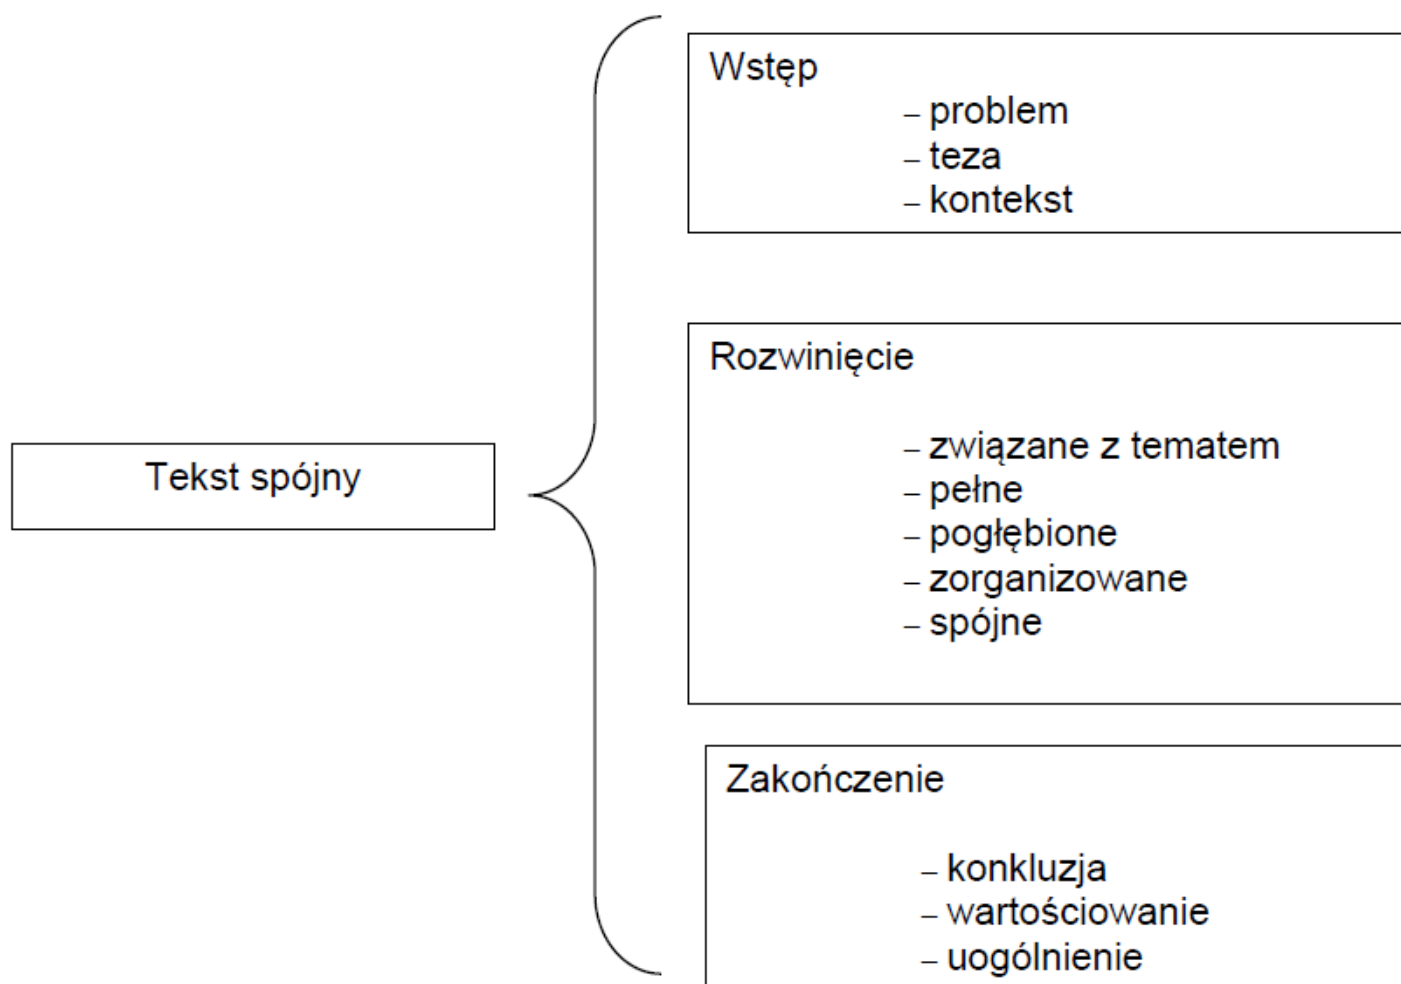 Tekst spójny
Wstęp
– problem
– teza
– kontekst
Rozwinięcie
– związane z tematem
– pełne
– pogłębione
– zorganizowane
– spójne
Zakończenie
– konkluzja
– wartościowanie
– uogólnienie